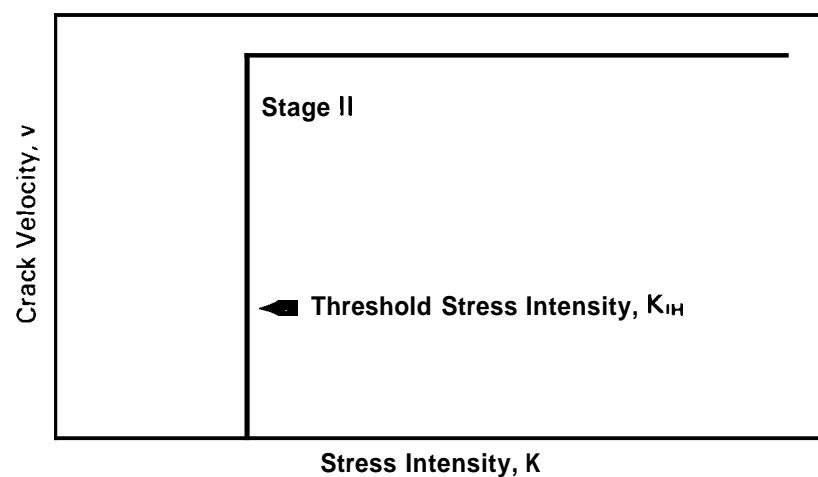 Crack Velocity, v
Stage II
Threshold Stress Intensity, KIH
Stress Intensity, K